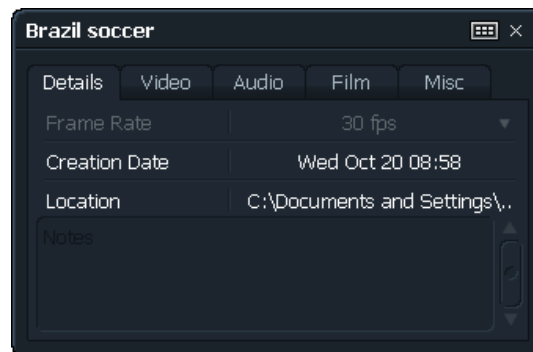 Brazil soccer
Details Video Audio Film Misc
Frame Rate 30 fps
Creation Date Wed Oct 20 08:58
Location C:\Documents and Settings\..
Notes